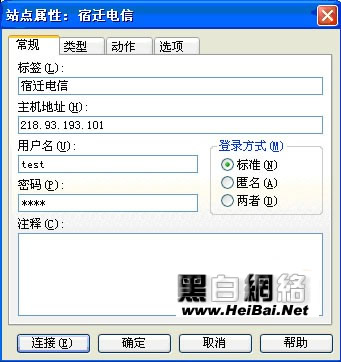 站点属性: 宿迁电信
常规 类型 动作 选项
标签(L):
宿迁电信
主机地址(H):
218.93.193.101
用户名(U):
test
登录方式(M)
标准(N)
匿名(A)
两者(D)
密码(P):
****
注释(C):
黑白網絡
www.HeiBai.Net
连接(E) 确定 取消 帮助